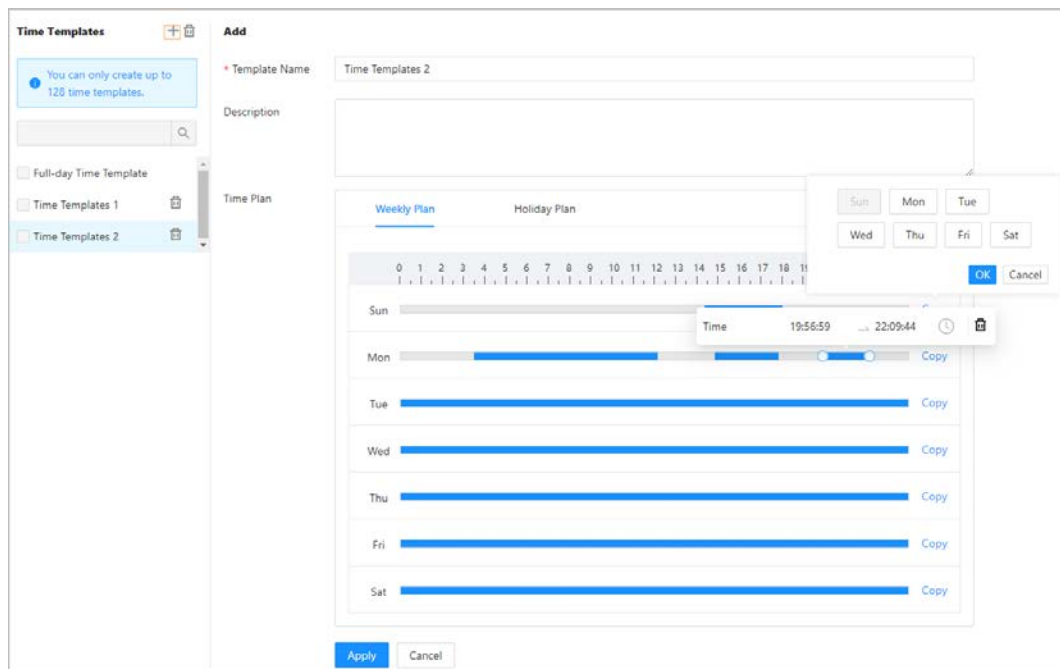 Time Templates
You can only create up to
128 time templates.
Full-day Time Template
Time Templates 1
Time Templates 2
Add
* Template Name
Time Templates 2
Description
Time Plan
Weekly Plan Holiday Plan
Sun Mon Tue
Wed Thu Fri Sat
OK Cancel
0 1 2 3 4 5 6 7 8 9 10 11 12 13 14 15 16 17 18
Sun
Time 19:56:59 → 22:09:44
Mon Copy
Tue Copy
Wed Copy
Thu Copy
Fri Copy
Sat Copy
Apply Cancel